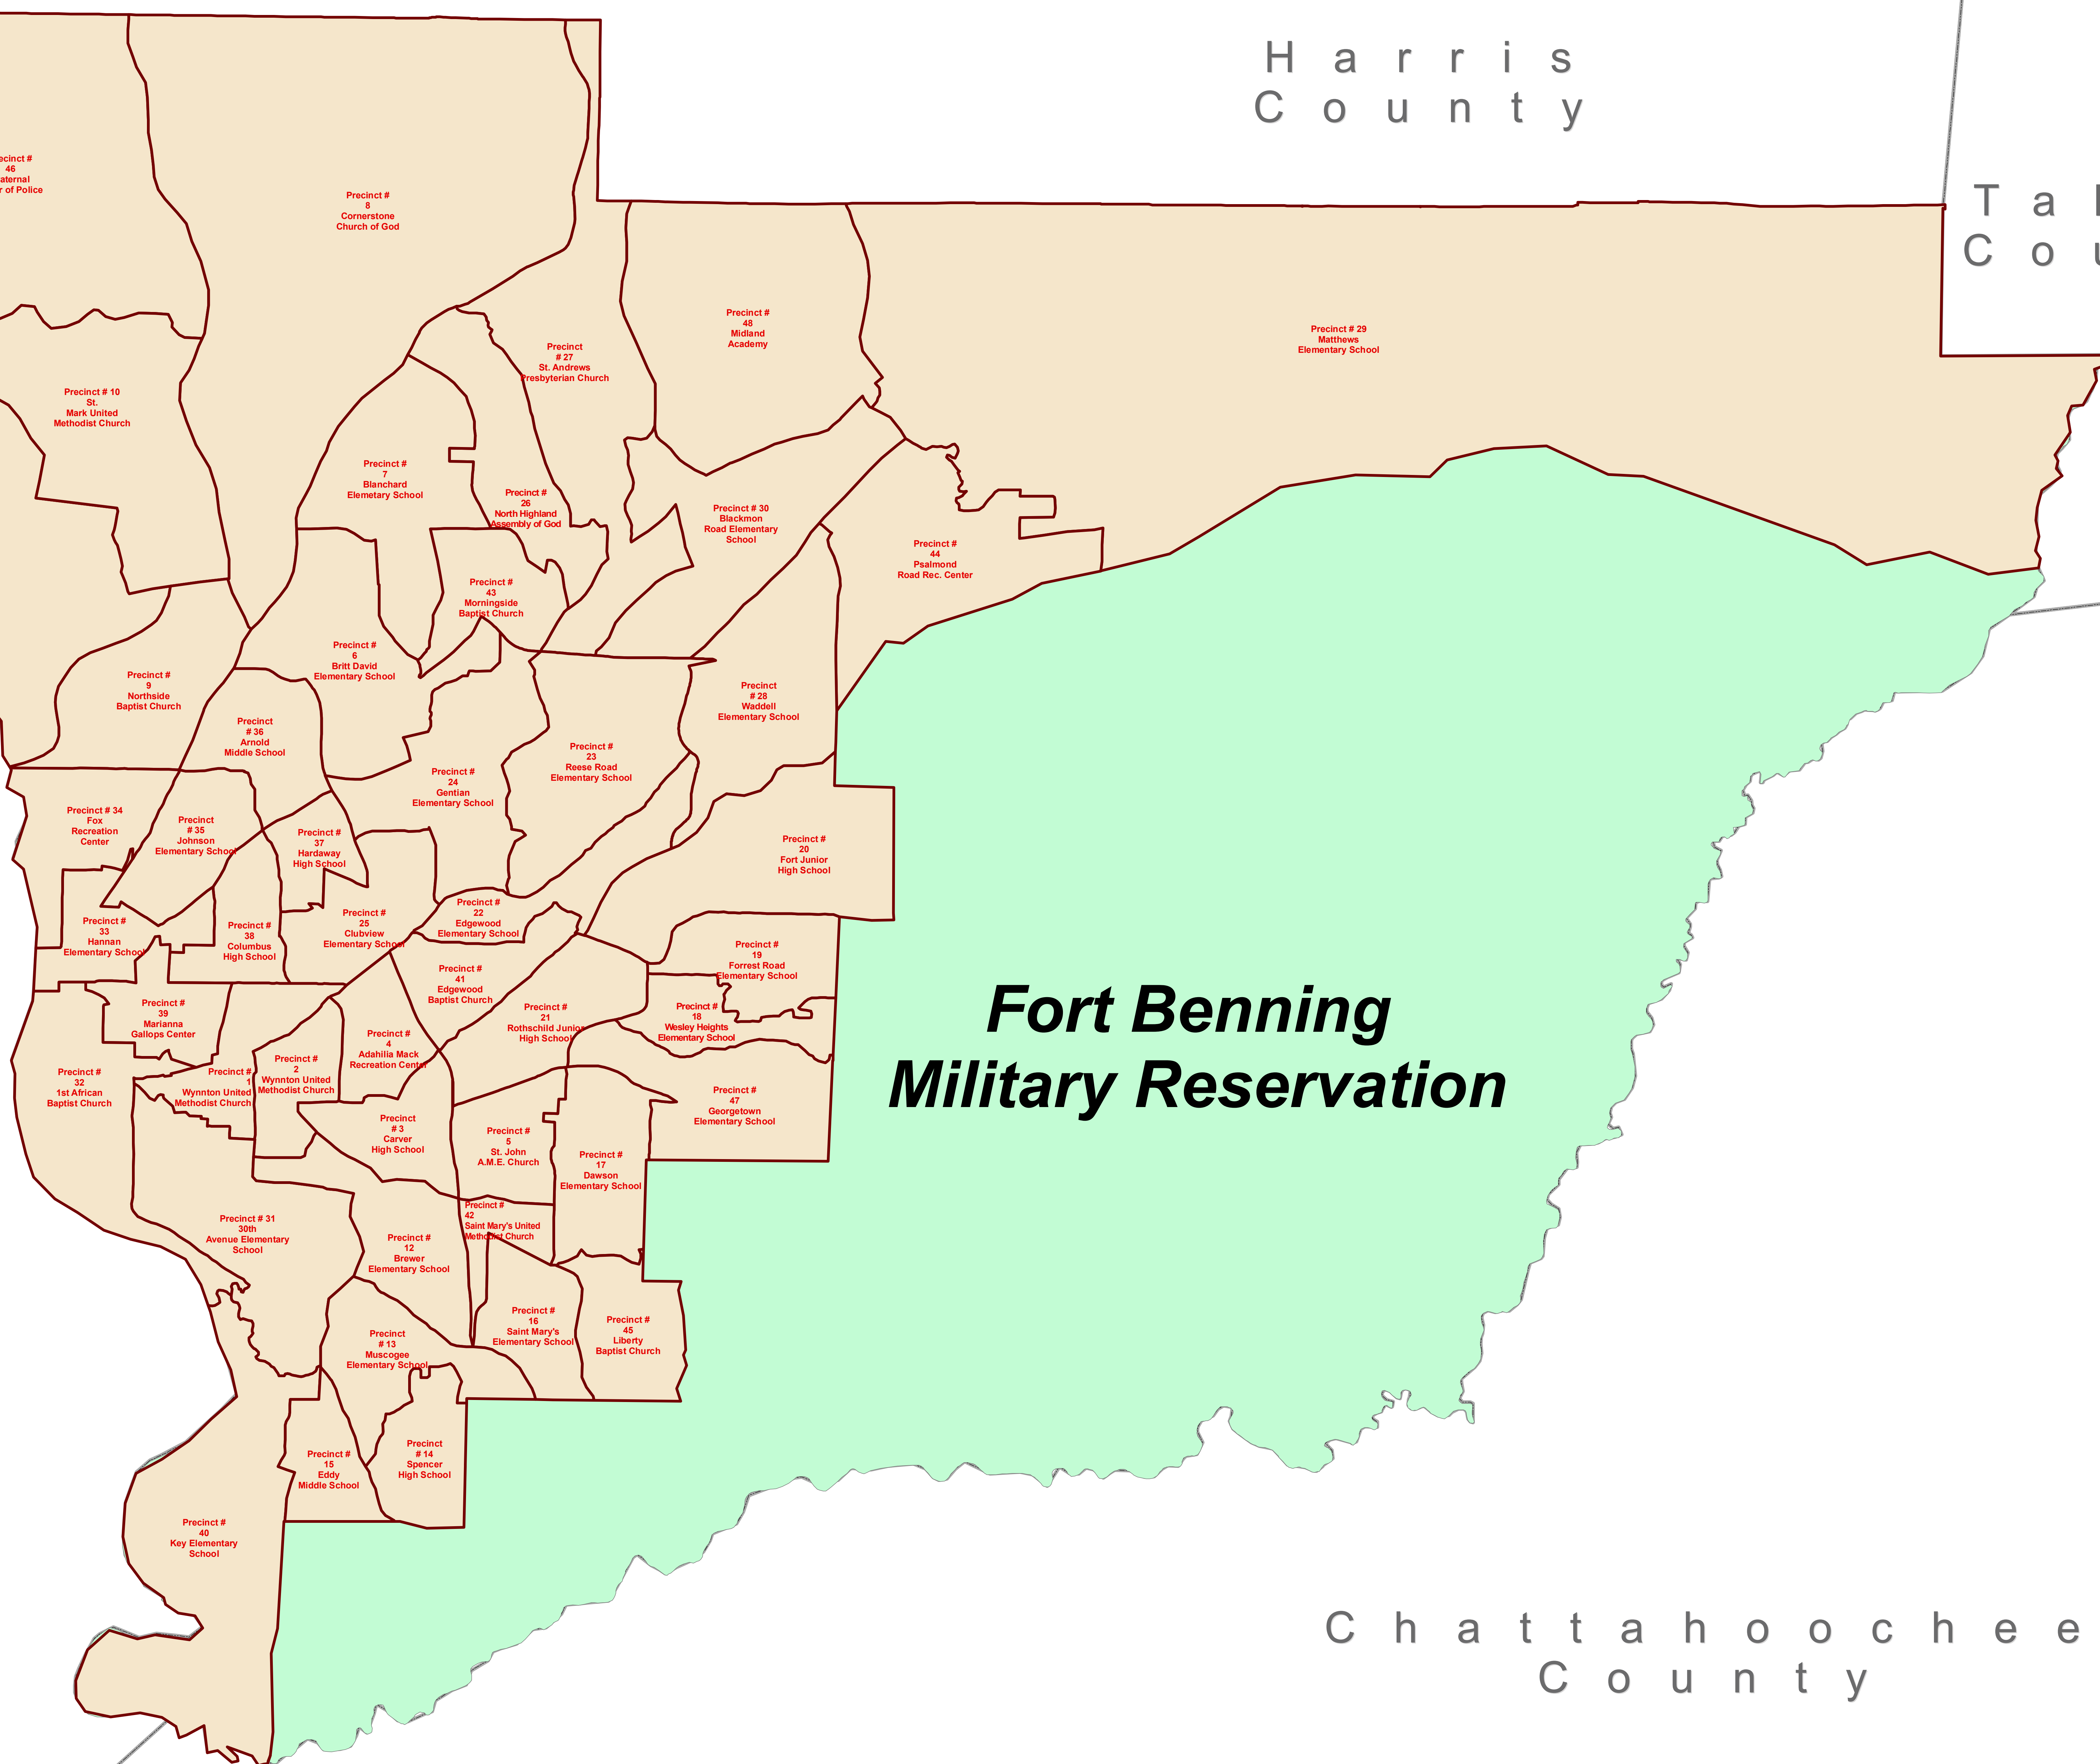 H a r r i s
C o u n t y
T a
C o
Precinct #
8
Cornerstone
Church of God
ecinct #
46
aternal
r of Police
Precinct #
48
Midland
Academy
Precinct # 29
Matthews
Elementary School
Precinct
# 27
St. Andrews
Presbyterian Church
Precinct # 10
St.
Mark United
Methodist Church
Precinct #
7
Blanchard
Elemetary School
Precinct #
26
North Highland
Assembly of God
Precinct # 30
Blackmon
Road Elementary
School
Precinct #
44
Psalmond
Road Rec. Center
Precinct #
43
Morningside
Baptist Church
Precinct #
6
Britt David
Elementary School
Precinct #
9
Northside
Baptist Church
Precinct
# 28
Waddell
Elementary School
Precinct
# 36
Arnold
Middle School
Precinct #
23
Reese Road
Elementary School
Precinct #
24
Gentian
Elementary School
Precinct # 34
Fox
Recreation
Center
Precinct
# 35
Johnson
Elementary School
Precinct #
37
Hardaway
High School
Precinct #
20
Fort Junior
High School
Precinct #
33
Hannan
Elementary School
Precinct #
38
Columbus
High School
Precinct #
25
Clubview
Elementary School
Precinct #
22
Edgewood
Elementary School
Precinct #
19
Forrest Road
Elementary School
Precinct #
41
Edgewood
Baptist Church
Precinct #
21
Rothschild Junior
High School
Precinct #
18
Wesley Heights
Elementary School
Fort Benning
Military Reservation
Precinct #
39
Marianna
Gallops Center
Precinct #
4
Adahilia Mack
Recreation Center
Precinct #
32
1st African
Baptist Church
Precinct #
1
Wynnton United
Methodist Church
Precinct #
2
Wynnton United
Methodist Church
Precinct
# 3
Carver
High School
Precinct #
47
Georgetown
Elementary School
Precinct #
5
St. John
A.M.E. Church
Precinct #
17
Dawson
Elementary School
Precinct #
42
Saint Mary's United
Methodist Church
Precinct # 31
30th
Avenue Elementary
School
Precinct #
12
Brewer
Elementary School
Precinct #
16
Saint Mary's
Elementary School
Precinct #
45
Liberty
Baptist Church
Precinct
# 13
Muscogee
Elementary School
Precinct #
15
Eddy
Middle School
Precinct
# 14
Spencer
High School
Precinct #
40
Key Elementary
School
C h a t t a h o o c h e e
C o u n t y